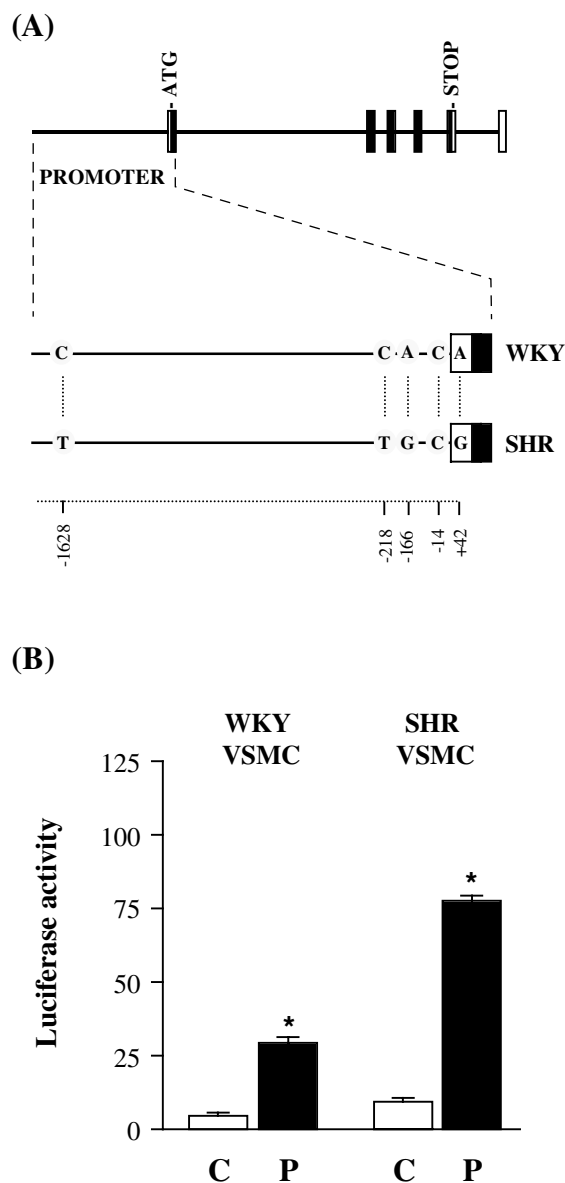 (A)
ATG
STOP
PROMOTER
C C A C A WKY
T T G C G SHR
-1628 -218 -166 -14 +42
(B)
WKY SHR
VSMC VSMC
125
100
75
50
25
0
Luciferase activity
* *
C P C P